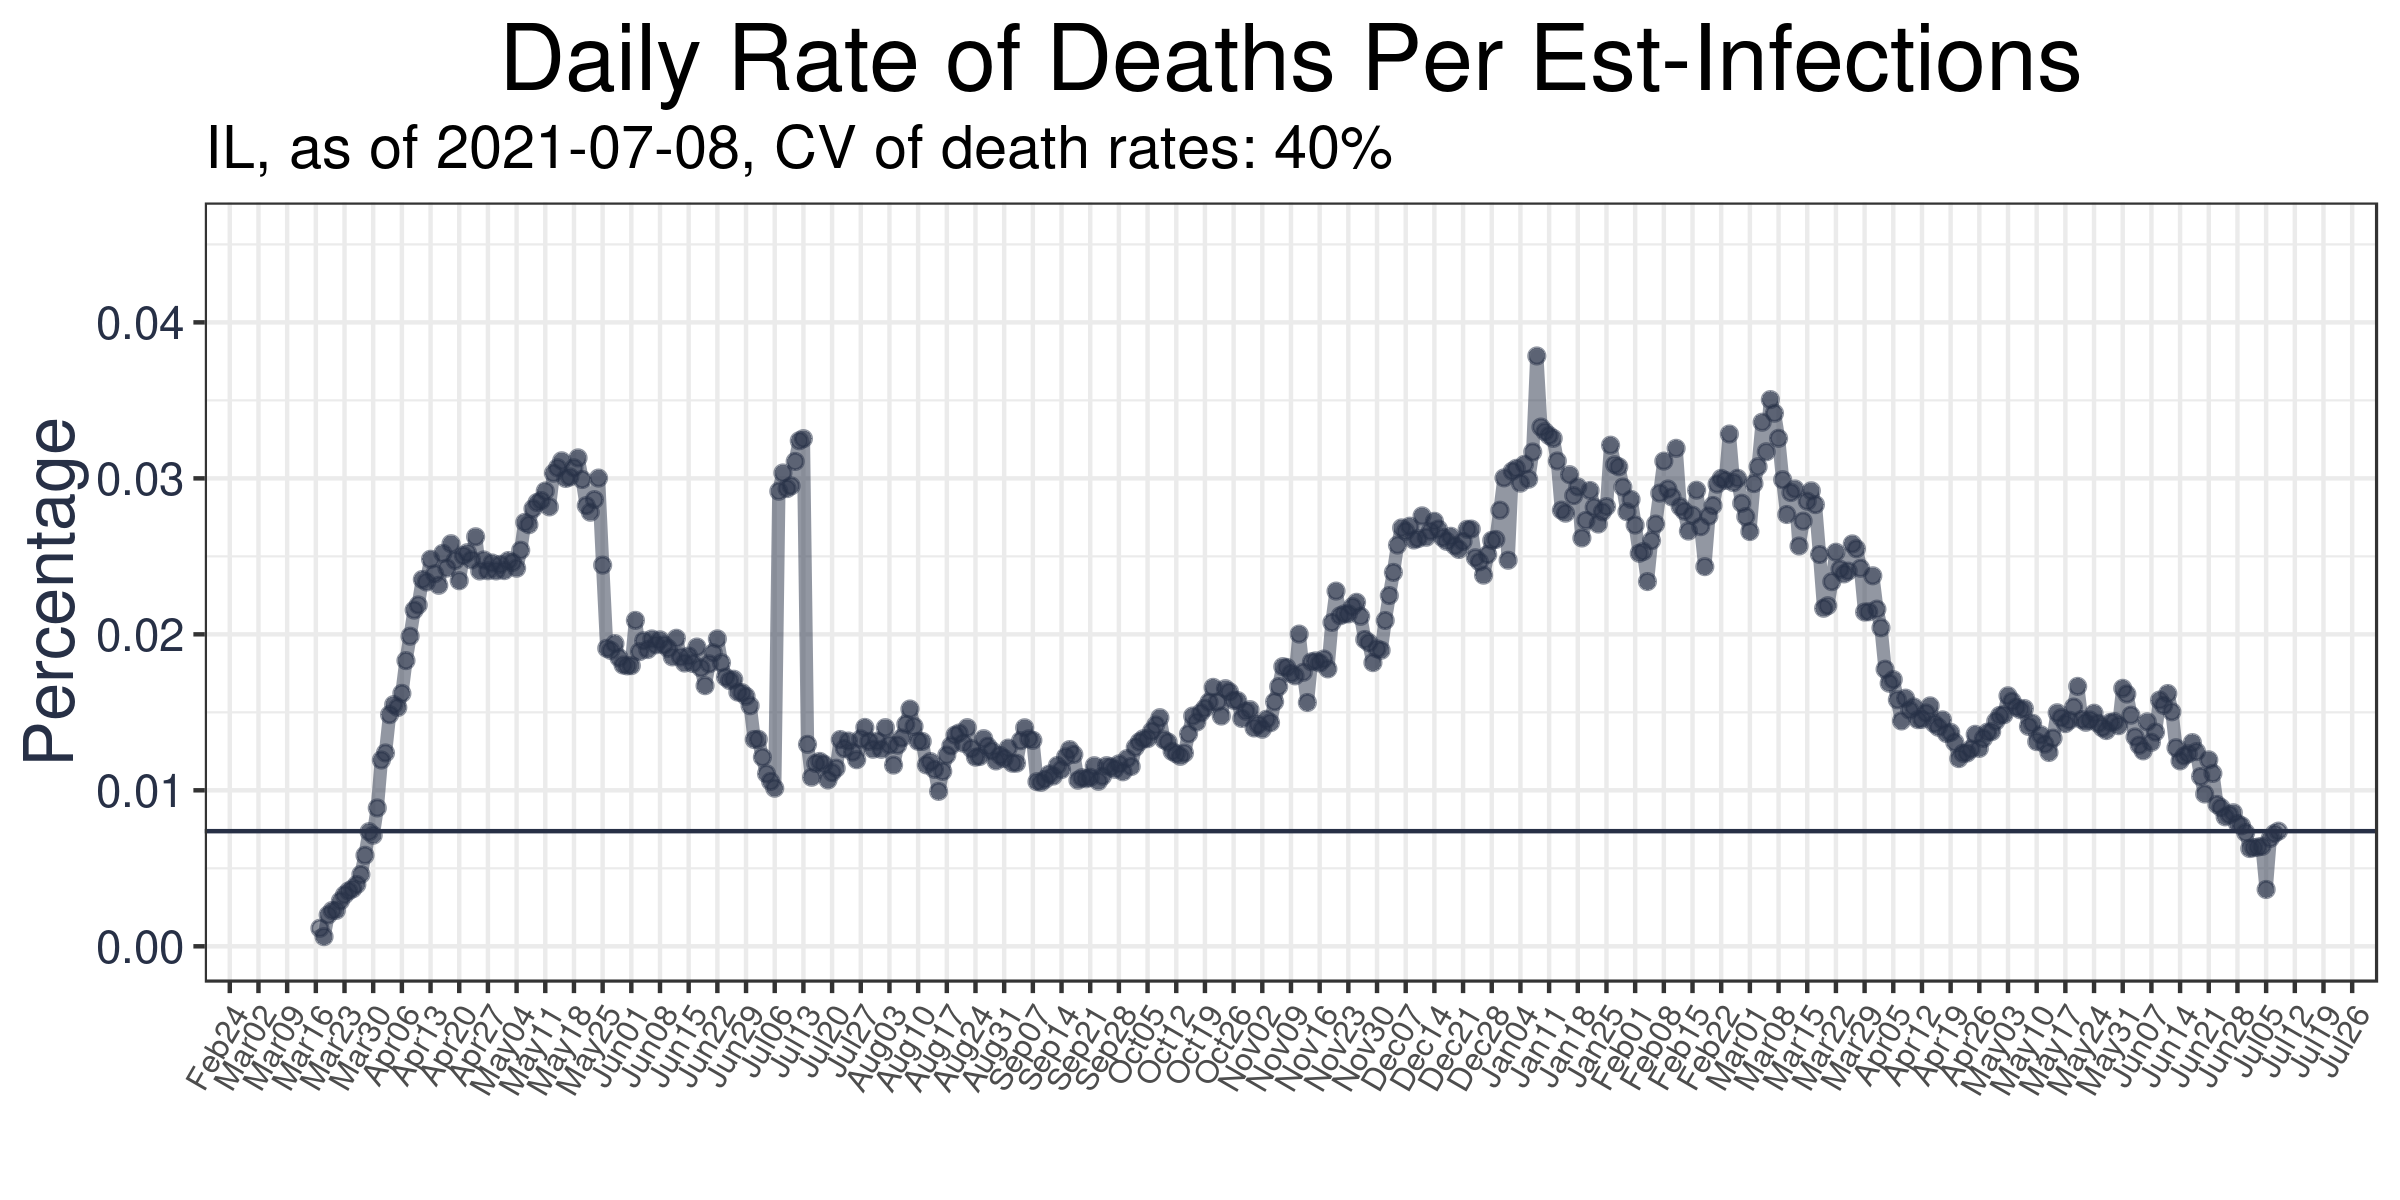 Daily Rate of Deaths Per Est-Infections
IL, as of 2021-07-08, CV of death rates: 40%
Percentage
0.04
0.03
0.02
0.01
0.00
Feb24
Mar02
Mar09
Mar16
Mar23
Mar30
Apr06
Apr13
Apr20
Apr27
May04
May11
May18
May25
Jun01
Jun08
Jun15
Jun22
Jun29
Jul06
Jul13
Jul20
Jul27
Aug03
Aug10
Aug17
Aug24
Aug31
Sep07
Sep14
Sep21
Sep28
Oct05
Oct12
Oct19
Oct26
Nov02
Nov09
Nov16
Nov23
Nov30
Dec07
Dec14
Dec21
Dec28
Jan04
Jan11
Jan18
Jan25
Feb01
Feb08
Feb15
Feb22
Mar01
Mar08
Mar15
Mar22
Mar29
Apr05
Apr12
Apr19
Apr26
May03
May10
May17
May24
May31
Jun07
Jun14
Jun21
Jun28
Jul05
Jul12
Jul19
Jul26